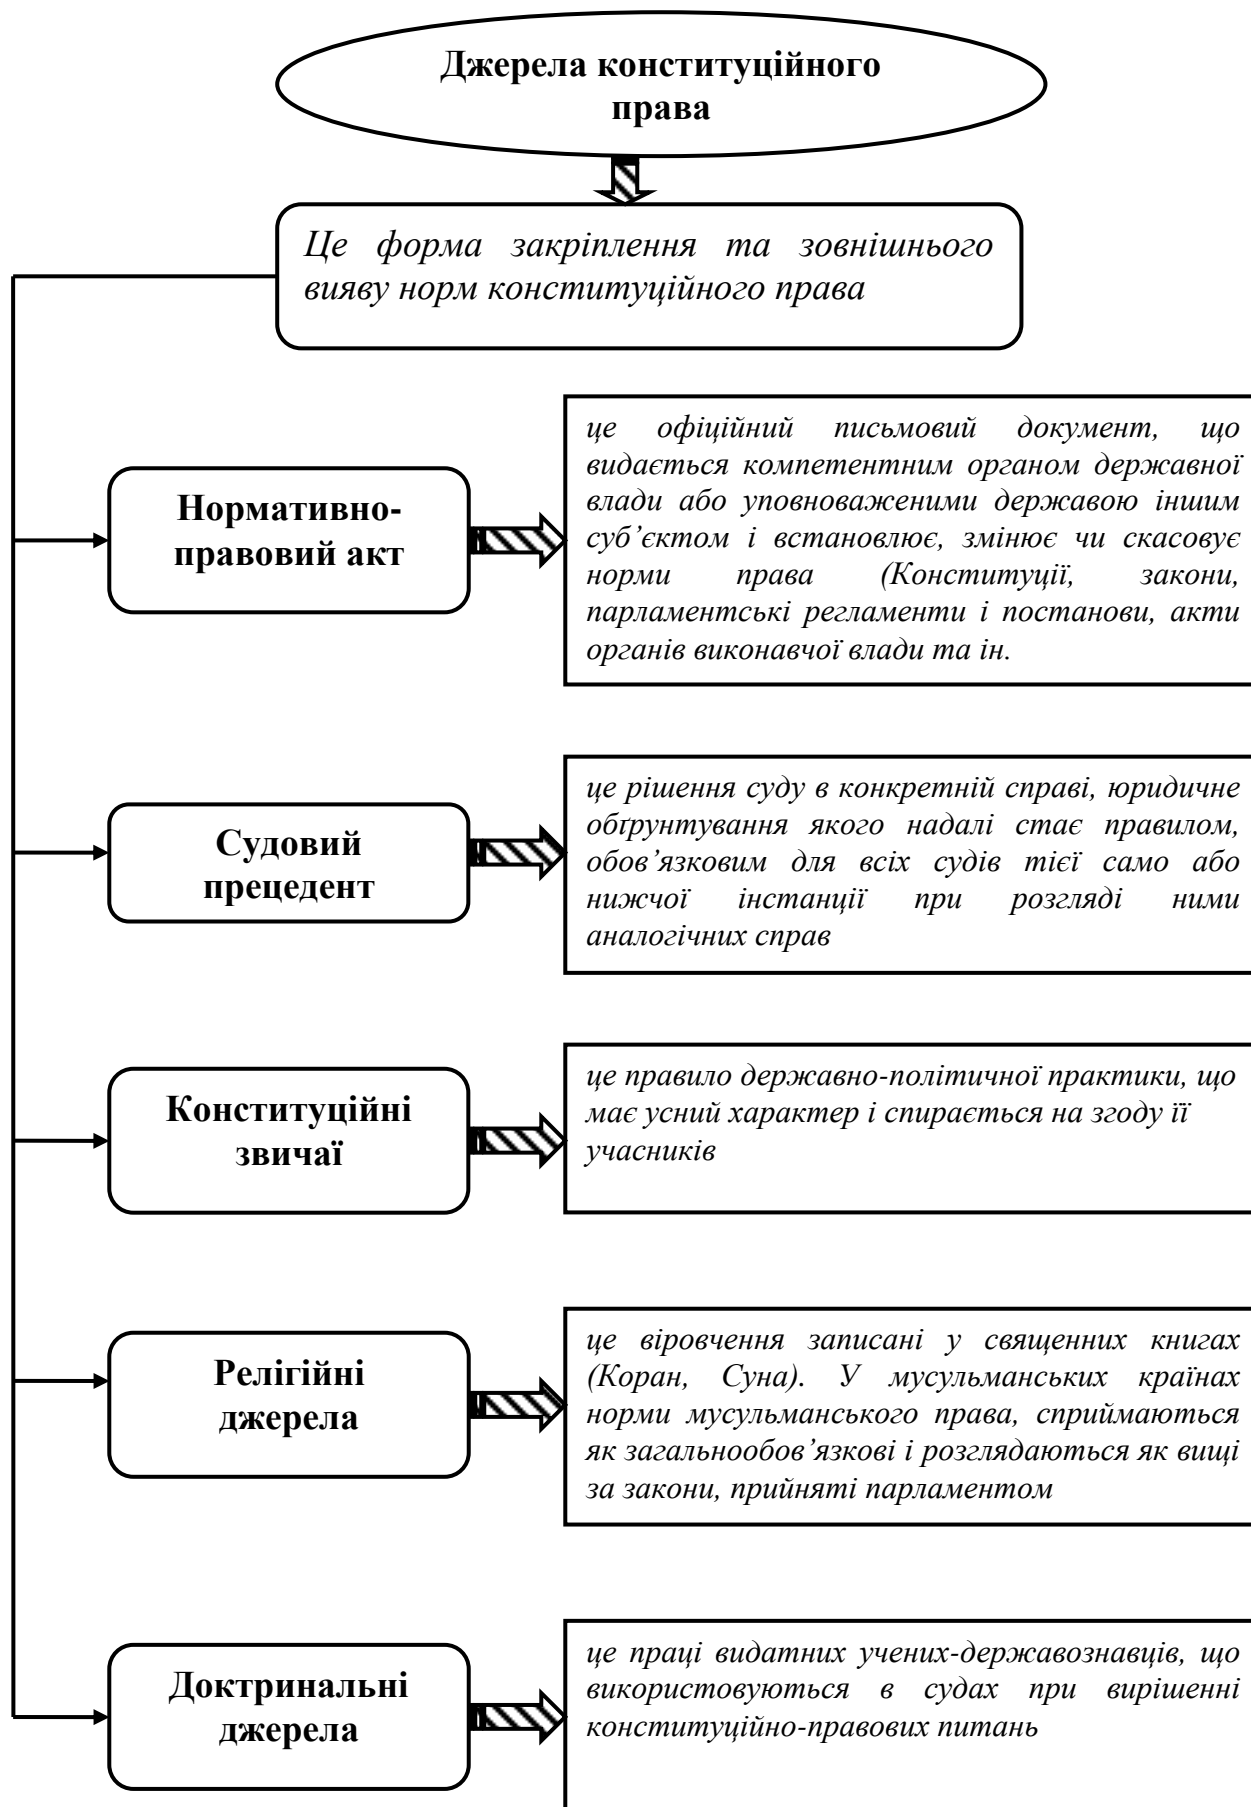 Джерела конституційного
права
Це форма закріплення та зовнішнього
вияву норм конституційного права
Нормативно-
правовий акт
це офіційний письмовий документ, що
видається компетентним органом державної
влади або уповноваженими державою іншим
суб’єктом і встановлює, змінює чи скасовує
норми права (Конституції, закони,
парламентські регламенти і постанови, акти
органів виконавчої влади та ін.
Судовий
прецедент
це рішення суду в конкретній справі, юридичне
обґрунтування якого надалі стає правилом,
обов’язковим для всіх судів тієї само або
нижчої інстанції при розгляді ними
аналогічних справ
Конституційні
звичаї
це правило державно-політичної практики, що
має усний характер і спирається на згоду її
учасників
Релігійні
джерела
це віровчення записані у священних книгах
(Коран, Суна). У мусульманських країнах
норми мусульманського права, сприймаються
як загальнообов’язкові і розглядаються як вищі
за закони, прийняті парламентом
Доктринальні
джерела
це праці видатних учених-державознавців, що
використовуються в судах при вирішенні
конституційно-правових питань